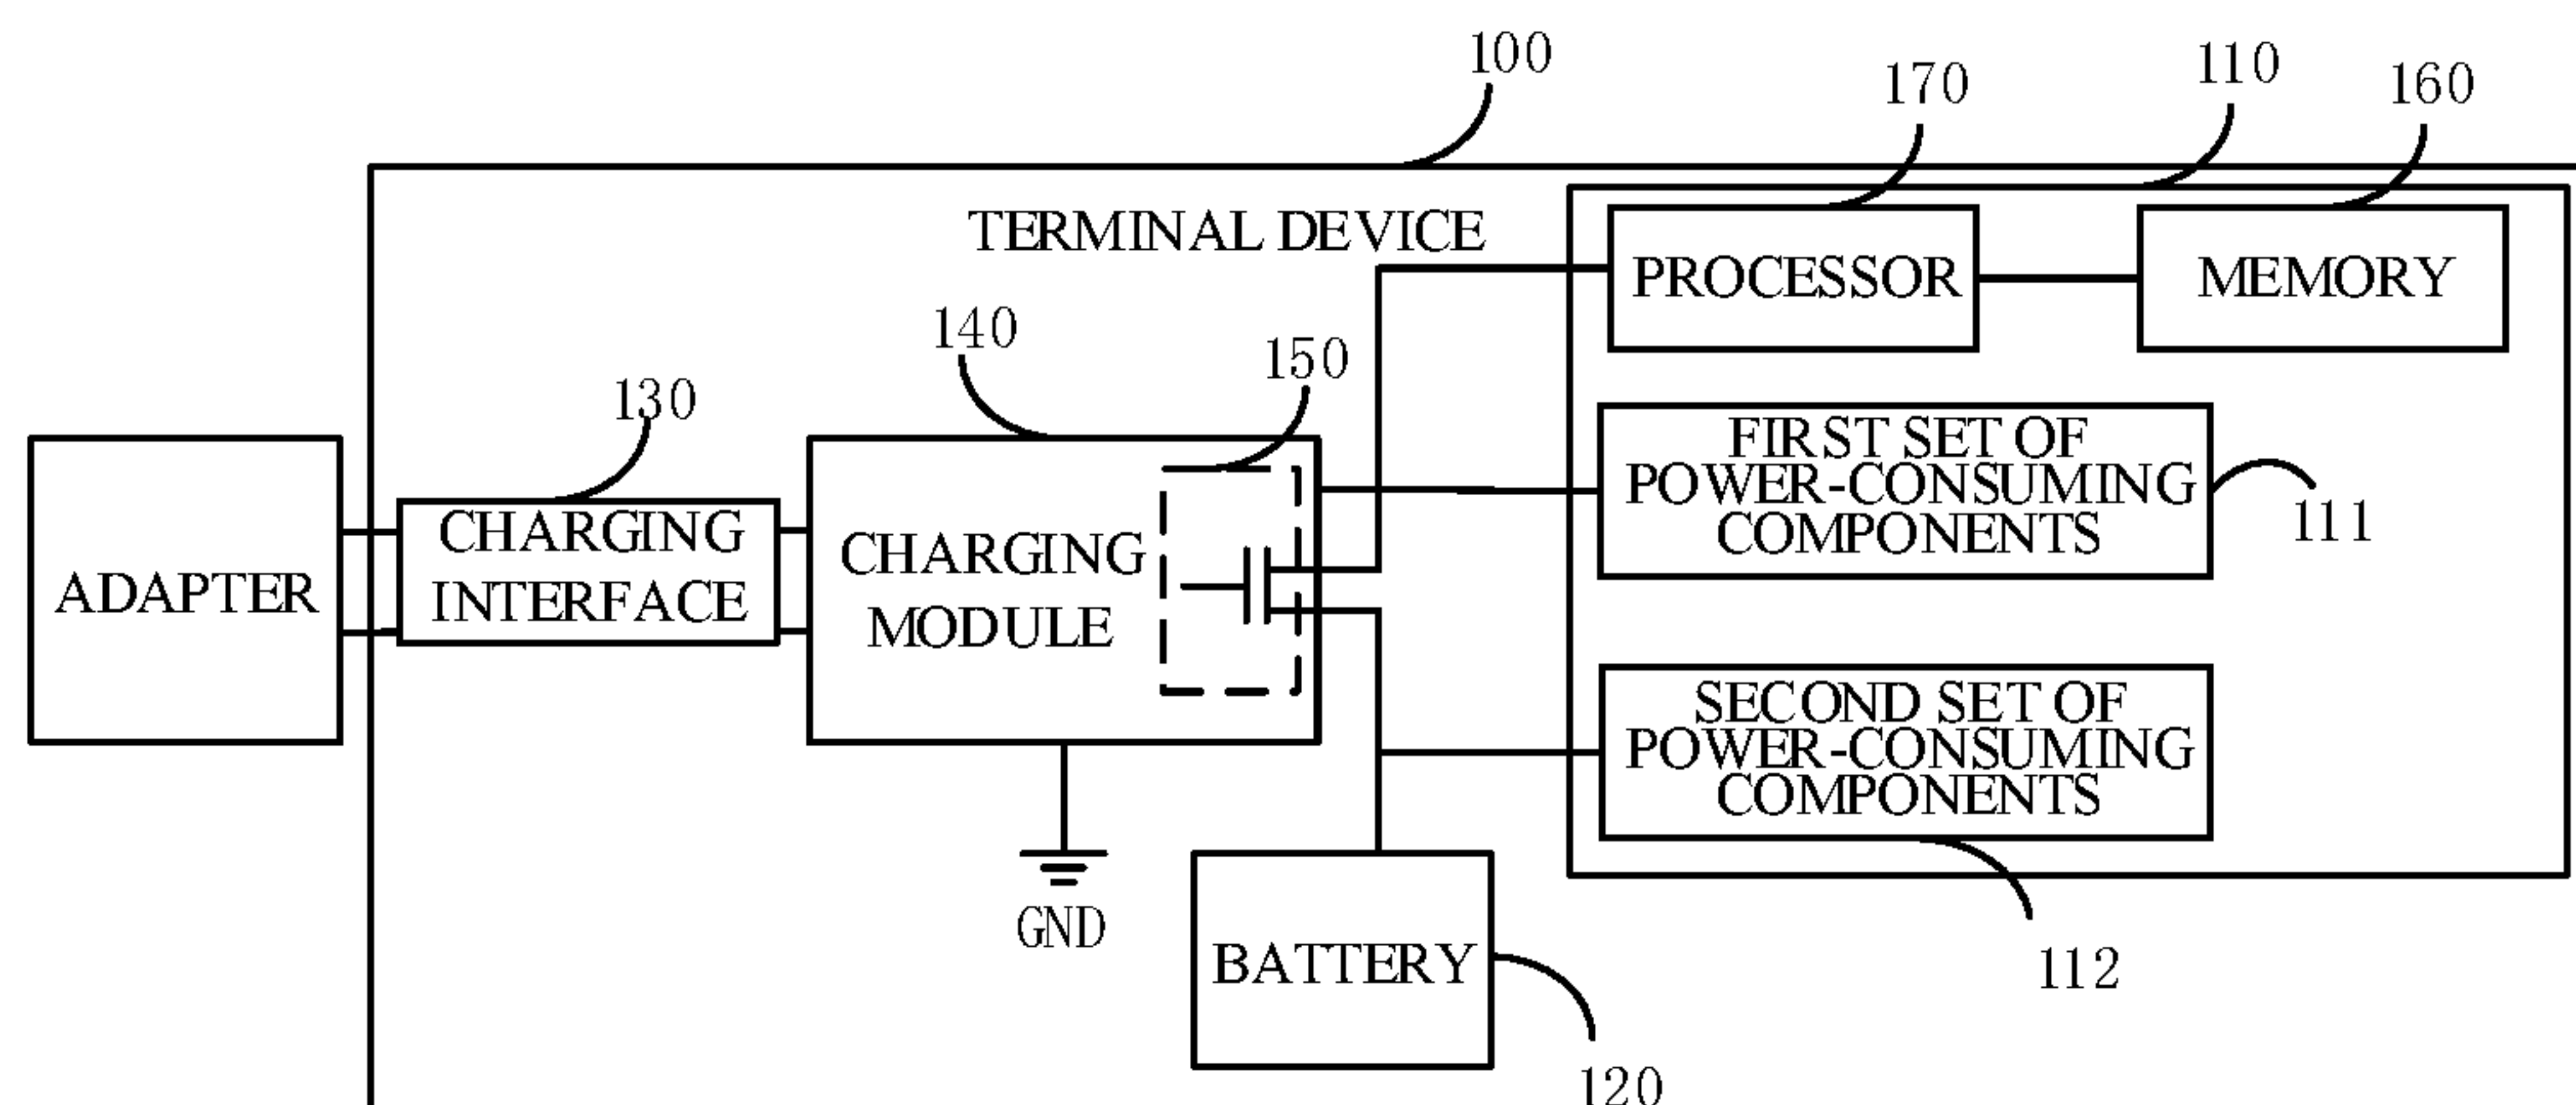 100
170
110
160
TERMINAL DEVICE
PROCESSOR
MEMORY
140
150
130
FIRST SET OF
POWER-CONSUMING
COMPONENTS
111
CHARGING
INTERFACE
CHARGING
MODULE
ADAPTER
SECOND SET OF
POWER-CONSUMING
COMPONENTS
GND
BATTERY
112
120